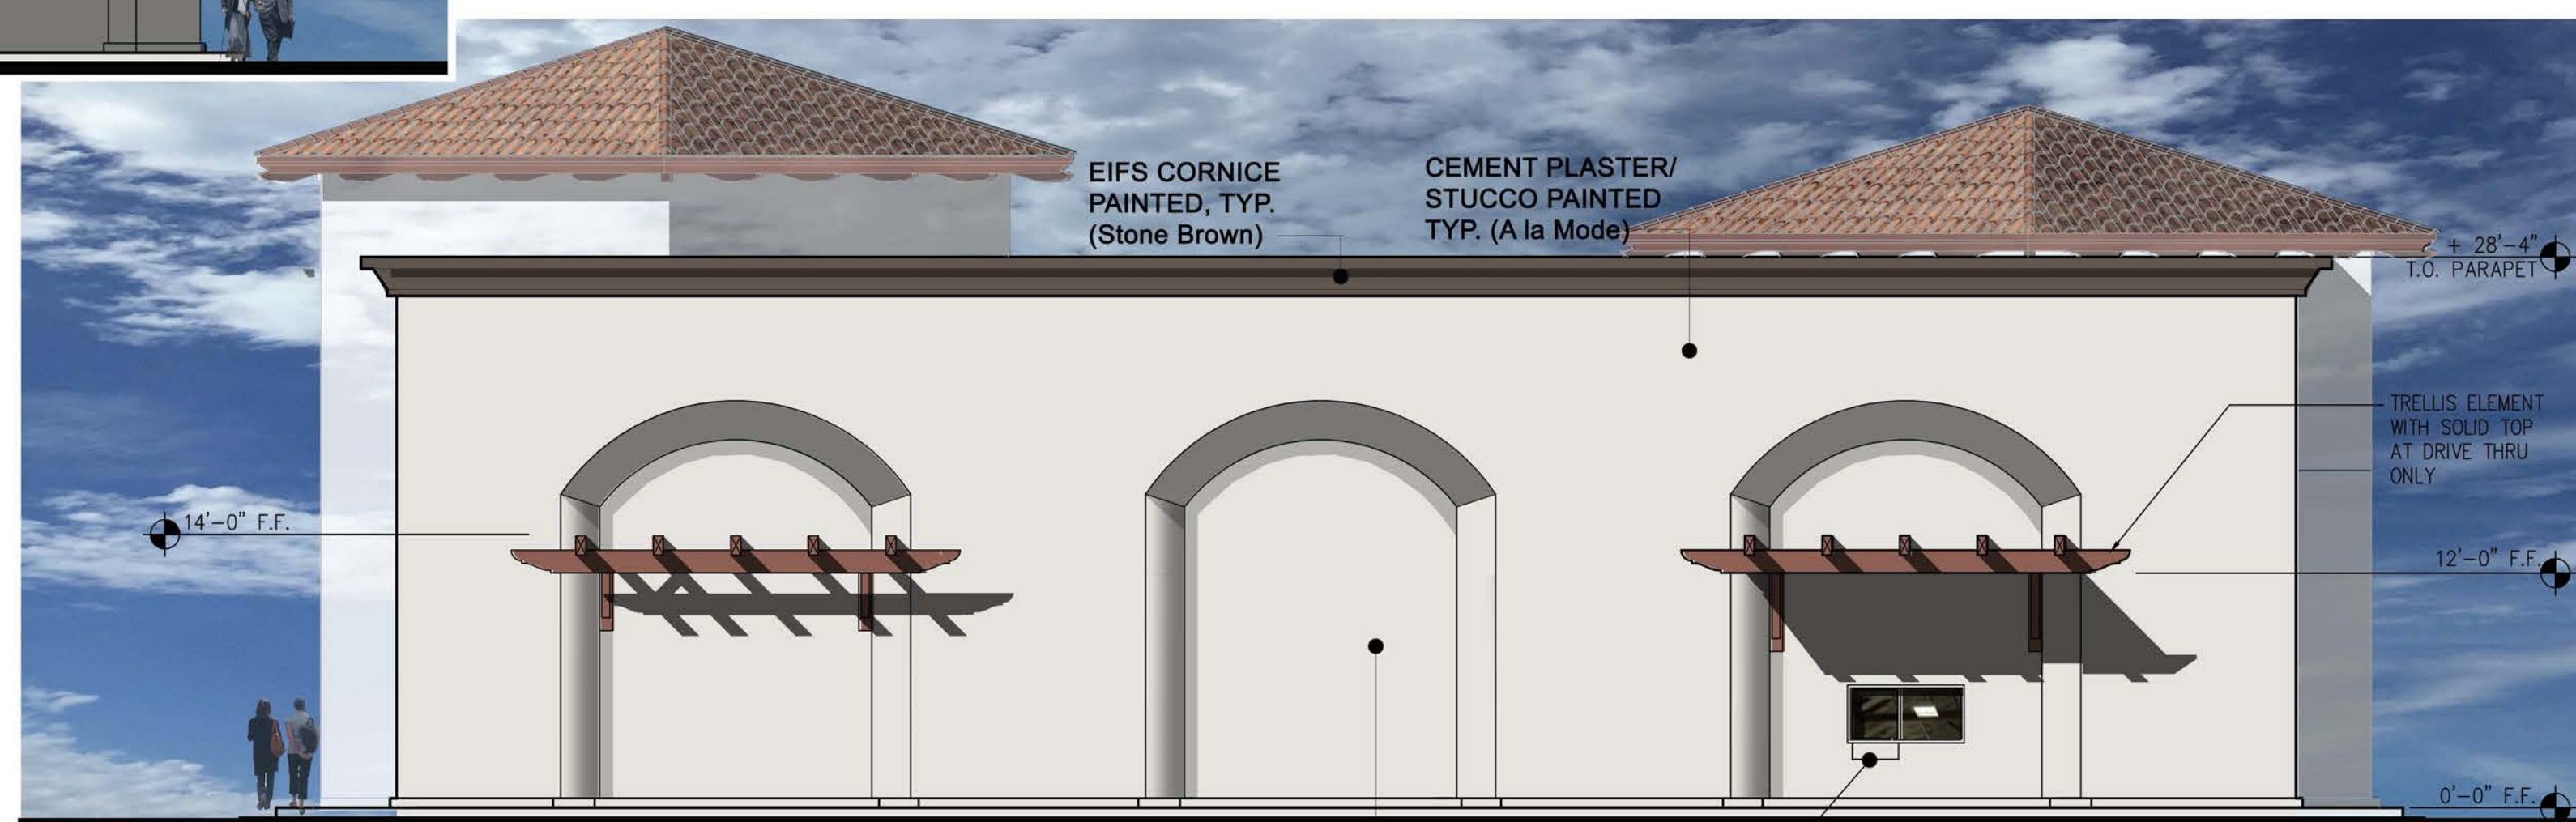 EIFS CORNICE
PAINTED, TYP.
(Stone Brown)
CEMENT PLASTER/
STUCCO PAINTED
TYP. (A la Mode)
+ 28'-4"
T.O. PARAPET
TRELLIS ELEMENT
WITH SOLID TOP
AT DRIVE THRU
ONLY
14'-0" F.F.
12'-0" F.F.
0'-0" F.F.